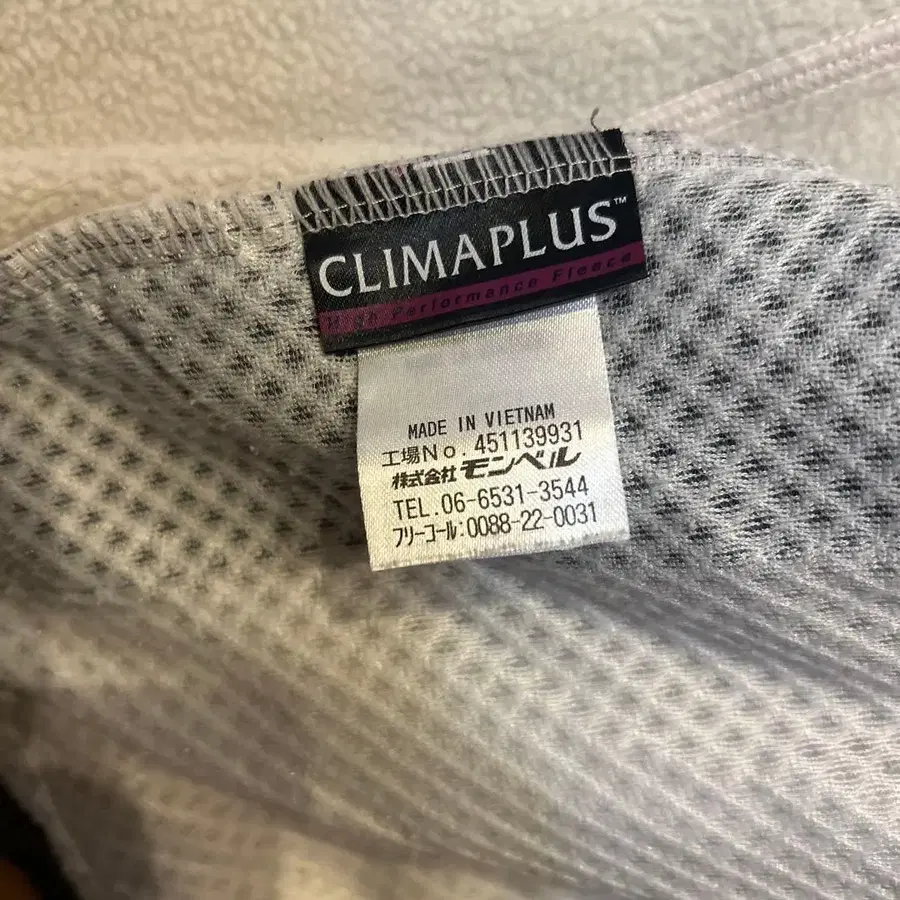 CLIMAPLUS™
High Performance Fleece
MADE IN VIETNAM
工場No.451139931
株式会社モンベル
TEL.06-6531-3544
フリーコール:0088-22-0031